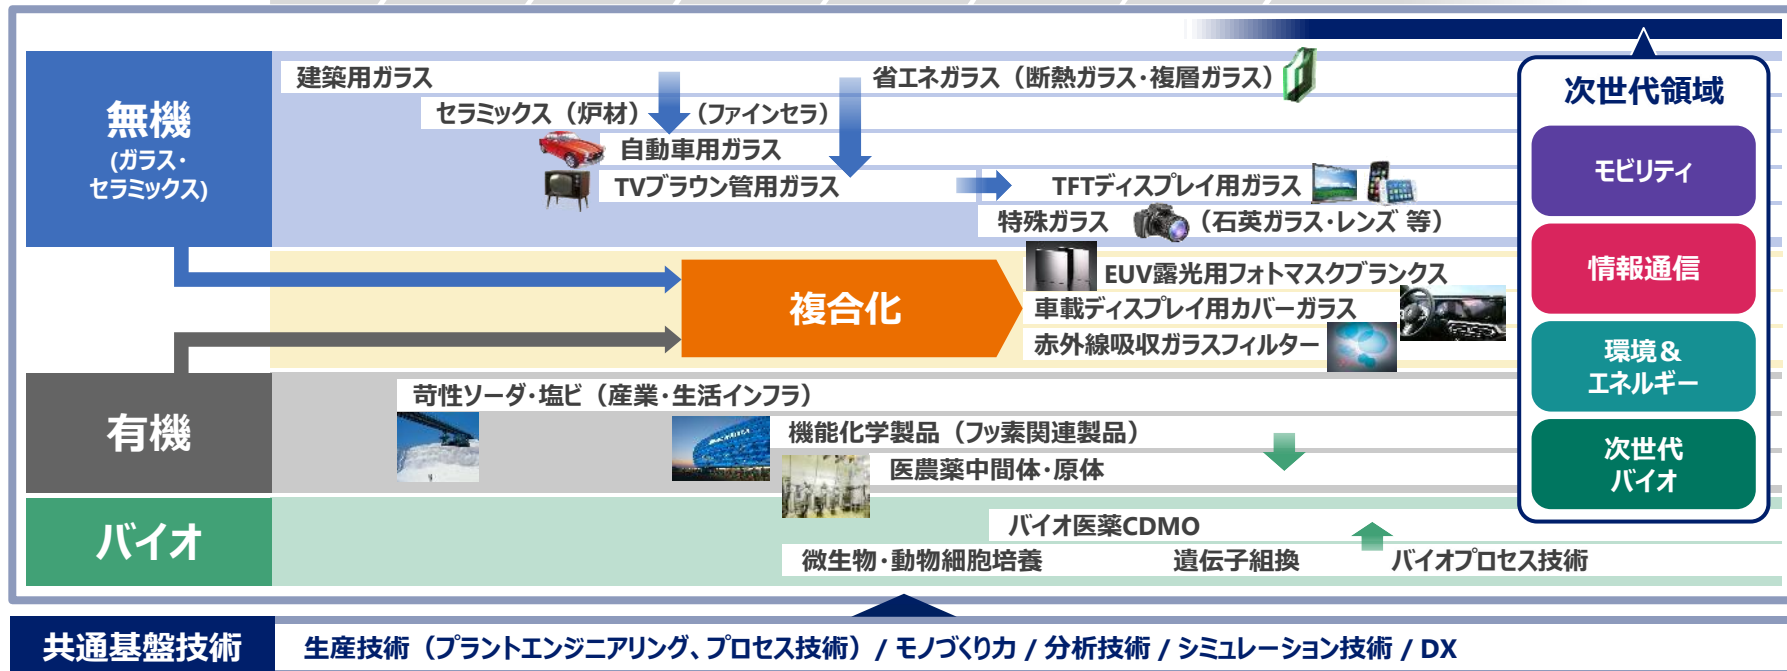 無機
(ガラス・
セラミックス)
建築用ガラス
省エネガラス（断熱ガラス・複層ガラス）
セラミックス（炉材）
（ファインセラ）
自動車用ガラス
TVブラウン管用ガラス
TFTディスプレイ用ガラス
特殊ガラス
（石英ガラス・レンズ 等）
複合化
EUV露光用フォトマスクブランクス
車載ディスプレイ用カバーガラス
赤外線吸収ガラスフィルター
有機
苛性ソーダ・塩ビ（産業・生活インフラ）
機能化学製品（フッ素関連製品）
医農薬中間体・原体
バイオ
バイオ医薬CDMO
微生物・動物細胞培養
遺伝子組換
バイオプロセス技術
次世代領域
モビリティ
情報通信
環境＆
エネルギー
次世代
バイオ
共通基盤技術
生産技術（プラントエンジニアリング、プロセス技術）/ モノづくり力 / 分析技術 / シミュレーション技術 / DX